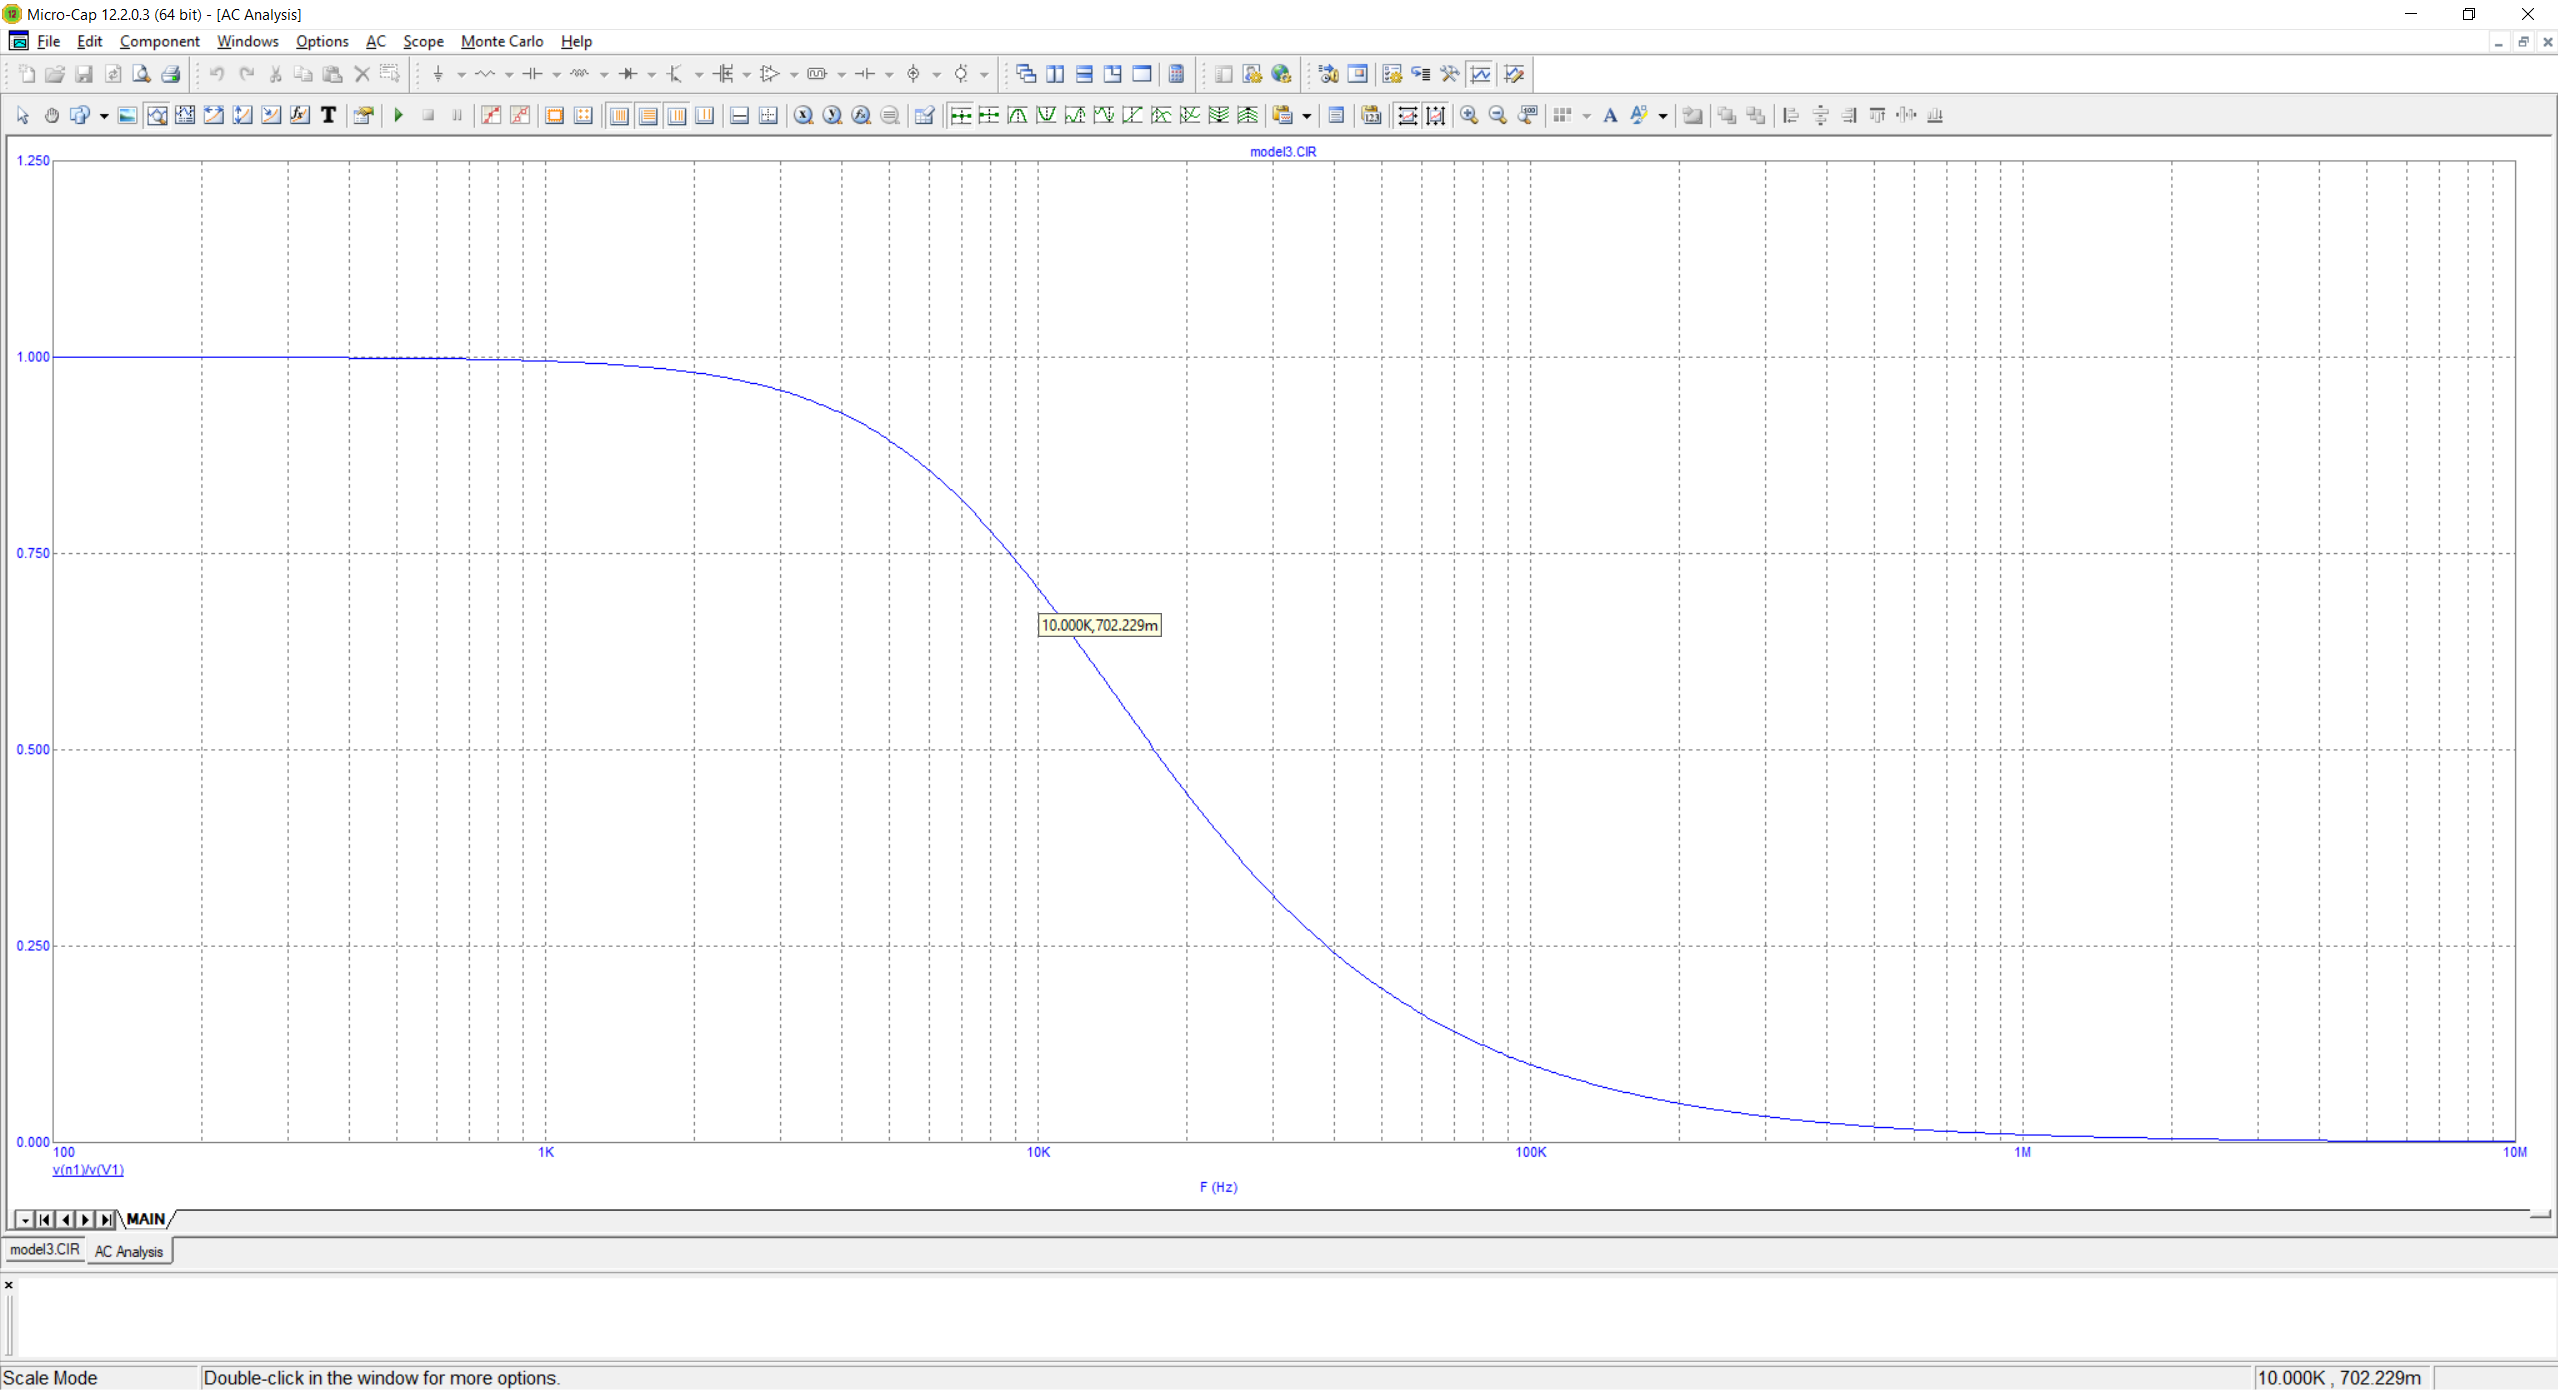 Micro-Cap 12.2.0.3 (64 bit) - [AC Analysis]
File Edit Component Windows Options AC Scope Monte Carlo Help
model3.CIR
1.250
1.000
0.750
10.000K,702.229m
0.500
0.250
0.000
100 1K 10K 100K 1M 10M
v(n1)/v(V1)
F (Hz)
MAIN
model3.CIR AC Analysis
Scale Mode Double-click in the window for more options. 10.000K , 702.229m